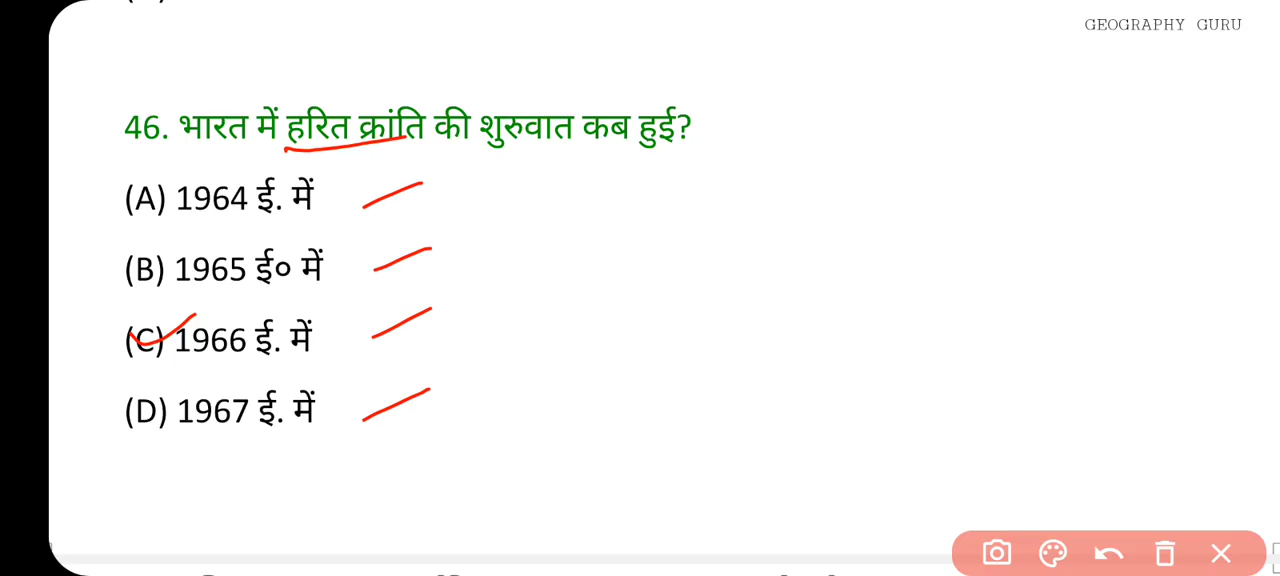 GEOGRAPHY GURU
46. भारत में हरित क्रांति की शुरुवात कब हुई?
(A) 1964 ई. में
(B) 1965 ई० में
(C) 1966 ई. में
(D) 1967 ई. में